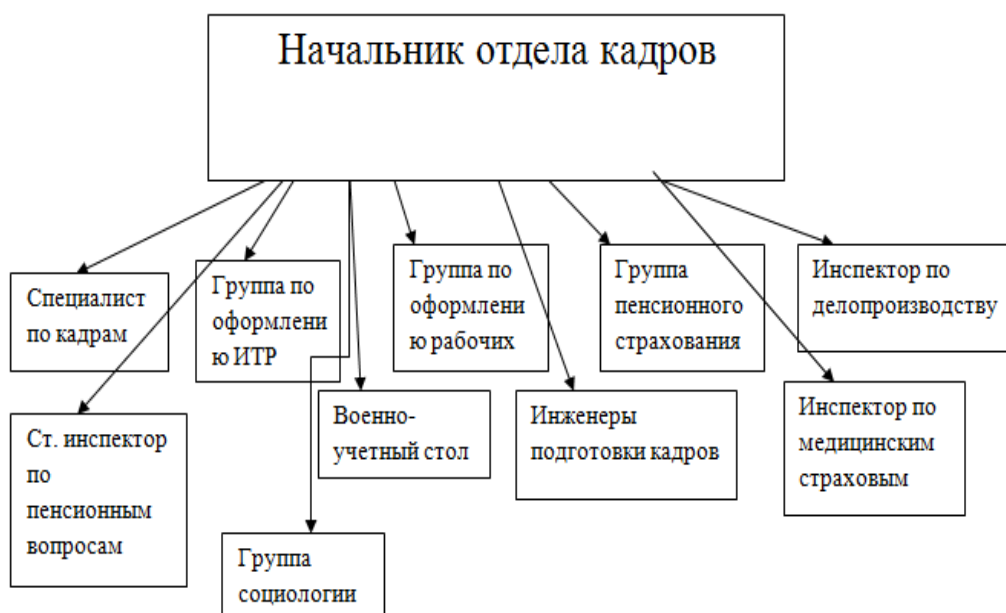 Начальник отдела кадров
Специалист
по кадрам
Группа по
оформлени
ю ИТР
Группа по
оформлени
ю рабочих
Группа
пенсионного
страхования
Инспектор по
делопроизводству
Ст. инспектор
по
пенсионным
вопросам
Военно-
учетный стол
Инженеры
подготовки кадров
Инспектор по
медицинским
страховым
Группа
социологии